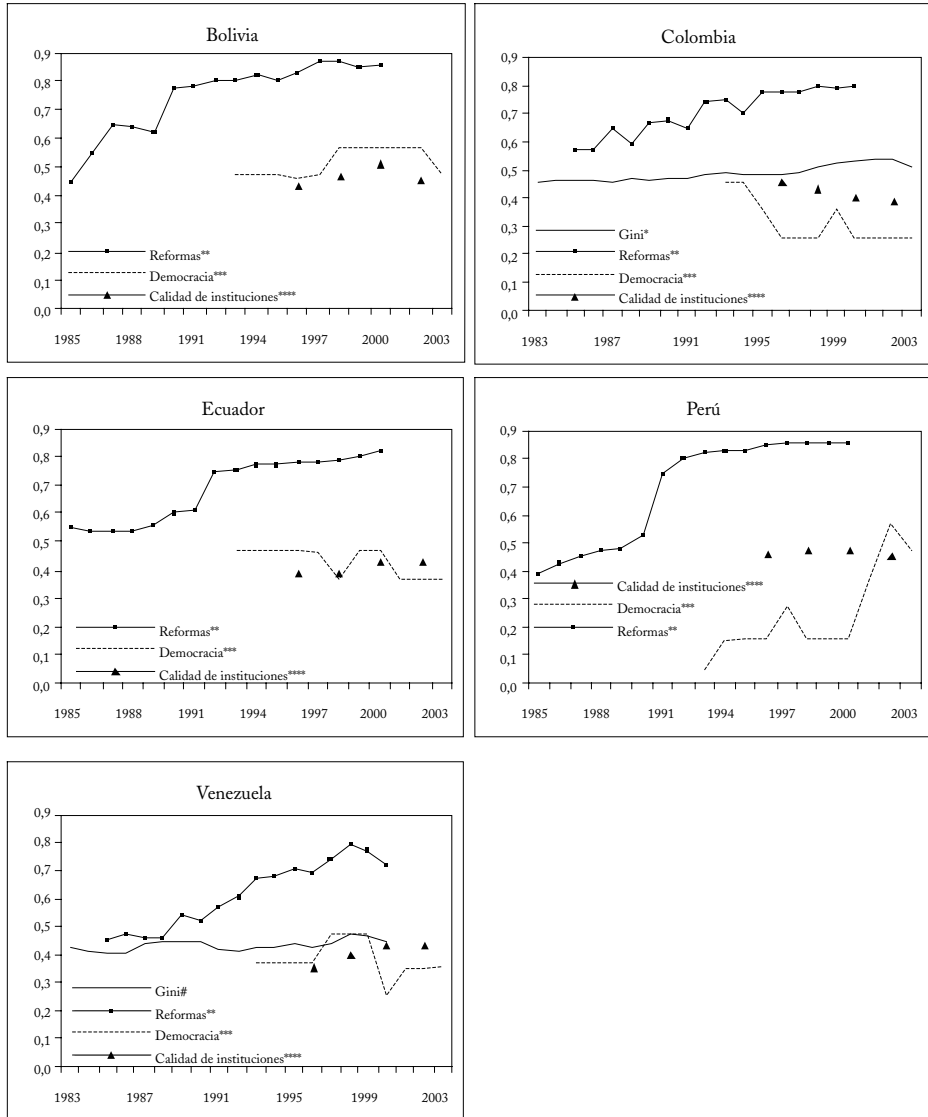 Bolivia
0,9
0,8
0,7
0,6
0,5
0,4
0,3
0,2
0,1
0,0
Reformas**
Democracia***
Calidad de instituciones****
1985 1988 1991 1994 1997 2000 2003
Colombia
0,9
0,8
0,7
0,6
0,5
0,4
0,3
0,2
0,1
0,0
Gini*
Reformas**
Democracia***
Calidad de instituciones****
1983 1987 1991 1995 1999 2003
Ecuador
0,9
0,8
0,7
0,6
0,5
0,4
0,3
0,2
0,1
0,0
Reformas**
Democracia***
Calidad de instituciones****
1985 1988 1991 1994 1997 2000 2003
Perú
0,9
0,8
0,7
0,6
0,5
0,4
0,3
0,2
0,1
0,0
Calidad de instituciones****
Democracia***
Reformas**
1985 1988 1991 1994 1997 2000 2003
Venezuela
0,9
0,8
0,7
0,6
0,5
0,4
0,3
0,2
0,1
0,0
Gini#
Reformas**
Democracia***
Calidad de instituciones****
1983 1987 1991 1995 1999 2003